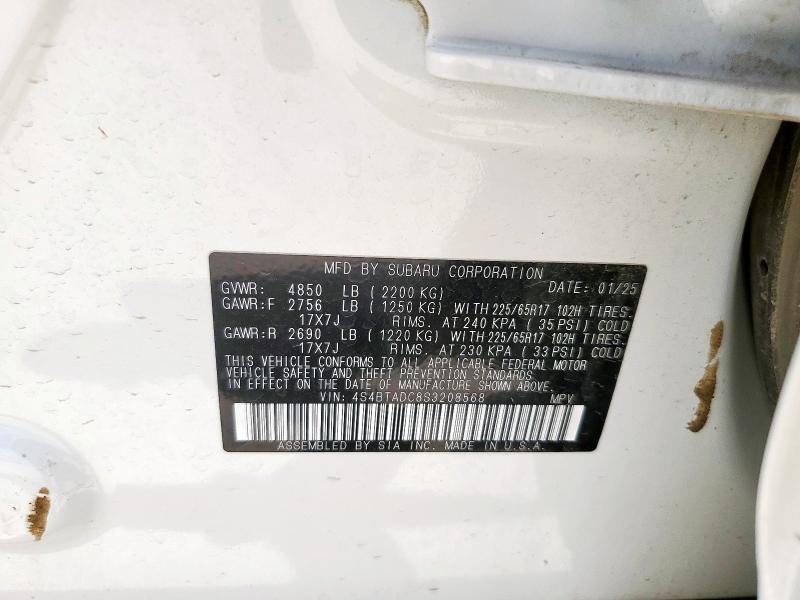 MFD BY SUBARU CORPORATION
GVWR: 4850 LB (2200 KG) DATE: 01/25
GAWR:F 2756 LB (1250 KG) WITH 225/65R17 102H TIRES.
17X7J RIMS. AT 240 KPA (35 PSI) COLD
GAWR:R 2690 LB (1220 KG) WITH 225/65R17 102H TIRES.
17X7J RIMS. AT 230 KPA (33 PSI) COLD
THIS VEHICLE CONFORMS TO ALL APPLICABLE FEDERAL MOTOR
VEHICLE SAFETY AND THEFT PREVENTION STANDARDS
IN EFFECT ON THE DATE OF MANUFACTURE SHOWN ABOVE.
VIN: 4S4BTADC8S3208568 MPV
ASSEMBLED BY SIA INC. MADE IN U.S.A.